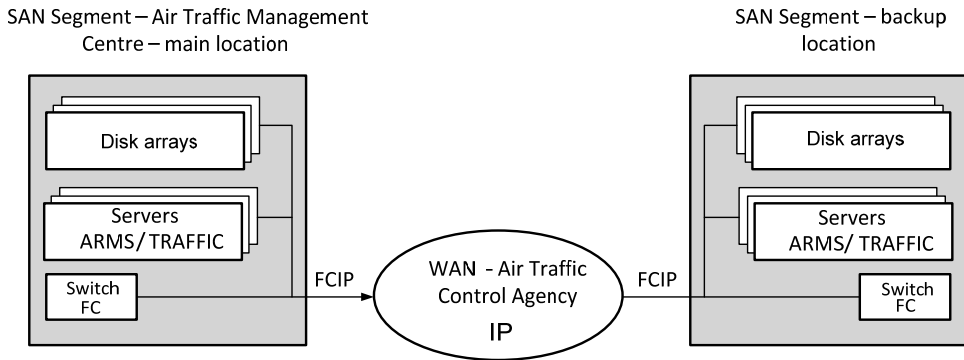 SAN Segment – Air Traffic Management
Centre – main location
Disk arrays
Servers
ARMS/ TRAFFIC
Switch
FC
FCIP
WAN - Air Traffic
Control Agency
IP
FCIP
SAN Segment – backup
location
Disk arrays
Servers
ARMS/ TRAFFIC
Switch
FC